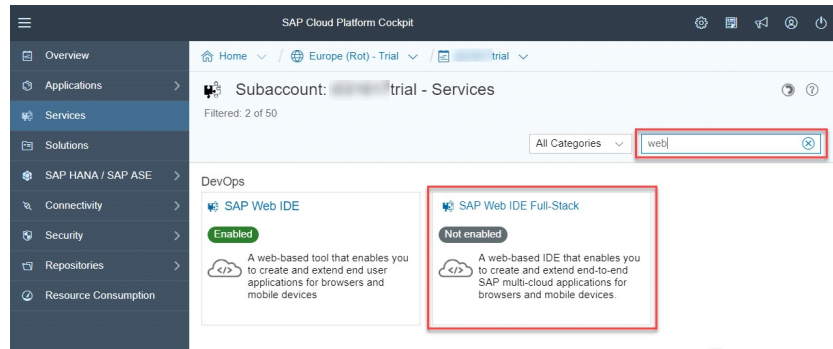 SAP Cloud Platform Cockpit
Overview
Applications
Services
Solutions
SAP HANA / SAP ASE
Connectivity
Security
Repositories
Resource Consumption
Home / Europe (Rot) - Trial / trial
Subaccount: trial - Services
Filtered: 2 of 50
All Categories
web
DevOps
SAP Web IDE
Enabled
A web-based tool that enables you
to create and extend end user
applications for browsers and
mobile devices
SAP Web IDE Full-Stack
Not enabled
A web-based IDE that enables you
to create and extend end-to-end
SAP multi-cloud applications for
browsers and mobile devices.